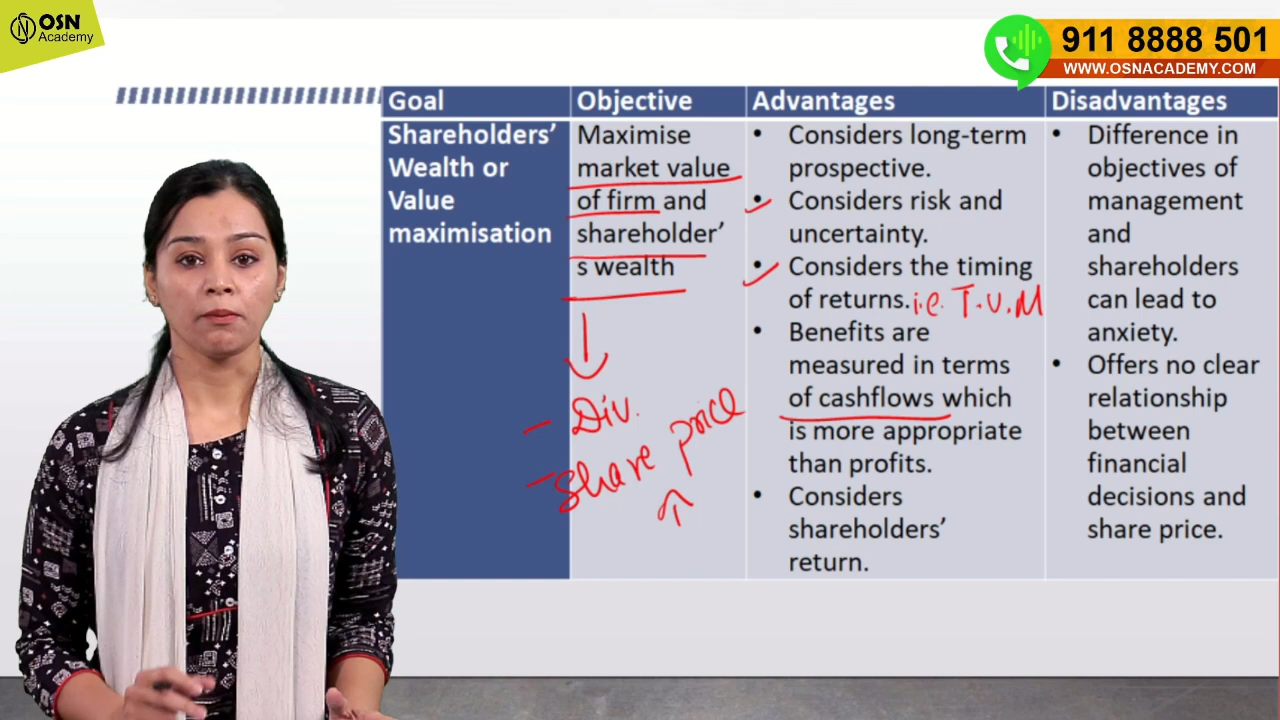 OSN
Academy
911 8888 501
WWW.OSNACADEMY.COM
Goal
Objective
Advantages
Disadvantages
Shareholders’
Wealth or
Value
maximisation
Maximise
market value
of firm and
shareholder’
s wealth
- Div.
- Share price
• Considers long-term
prospective.
• Considers risk and
uncertainty.
• Considers the timing
of returns. i.e. T.V.M
• Benefits are
measured in terms
of cashflows which
is more appropriate
than profits.
• Considers
shareholders’
return.
• Difference in
objectives of
management
and
shareholders
can lead to
anxiety.
• Offers no clear
relationship
between
financial
decisions and
share price.